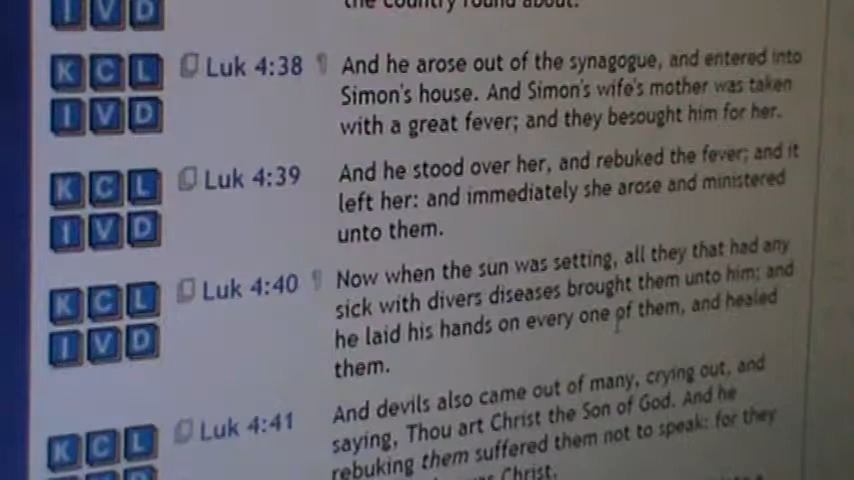 the country round about.
I V D
K C L Luk 4:38 ¶ And he arose out of the synagogue, and entered into
Simon's house. And Simon's wife's mother was taken
I V D with a great fever; and they besought him for her.
K C L Luk 4:39 And he stood over her, and rebuked the fever; and it
left her: and immediately she arose and ministered
I V D unto them.
K C L Luk 4:40 ¶ Now when the sun was setting, all they that had any
sick with divers diseases brought them unto him; and
I V D he laid his hands on every one of them, and healed
them.
K C L Luk 4:41 And devils also came out of many, crying out, and
saying, Thou art Christ the Son of God. And he
rebuking them suffered them not to speak: for they
Christ.